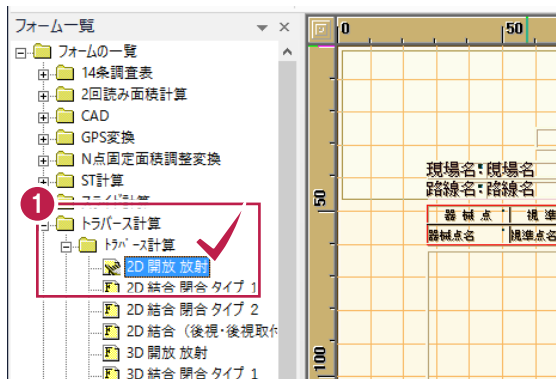 フォーム一覧
フォームの一覧
14条調査表
2回読み面積計算
CAD
GPS変換
N点固定面積調整変換
ST計算
1
トラバース計算
トラバース計算
2D 開放 放射
2D 結合 閉合 タイプ 1
2D 結合 閉合 タイプ 2
2D 結合（後視・後視取付
3D 開放 放射
3D 結合 閉合 タイプ 1
0
50
50
100
現場名：現場名
路線名：路線名
器 械 点
視 準
器械点名
視準点名